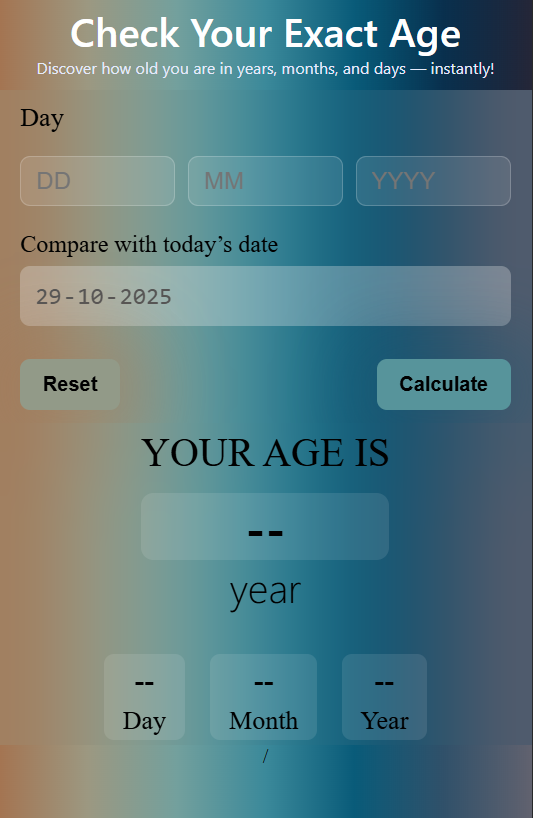 Check Your Exact Age
Discover how old you are in years, months, and days — instantly!
Day
DD MM YYYY
Compare with today’s date
29-10-2025
Reset Calculate
YOUR AGE IS
--
year
-- -- --
Day Month Year
/